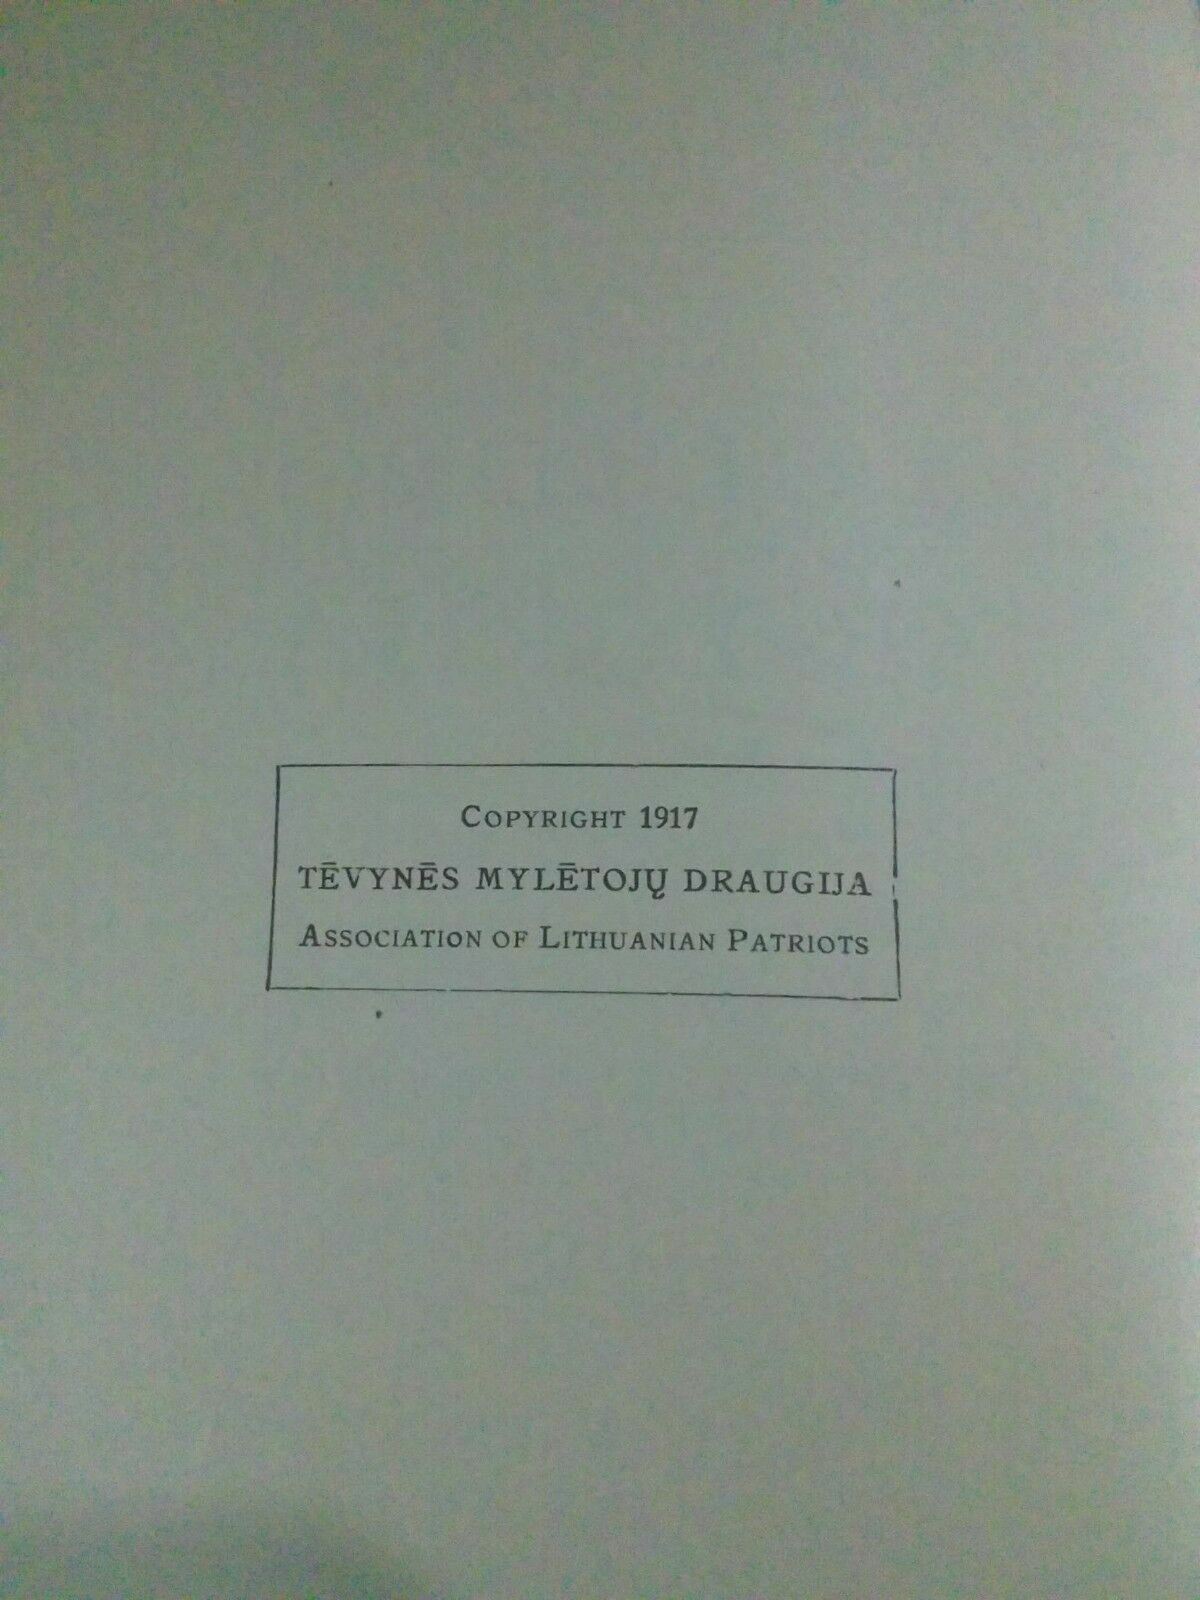 Copyright 1917
TĒVYNĒS MYLĒTOJŲ DRAUGIJA
Association of Lithuanian Patriots